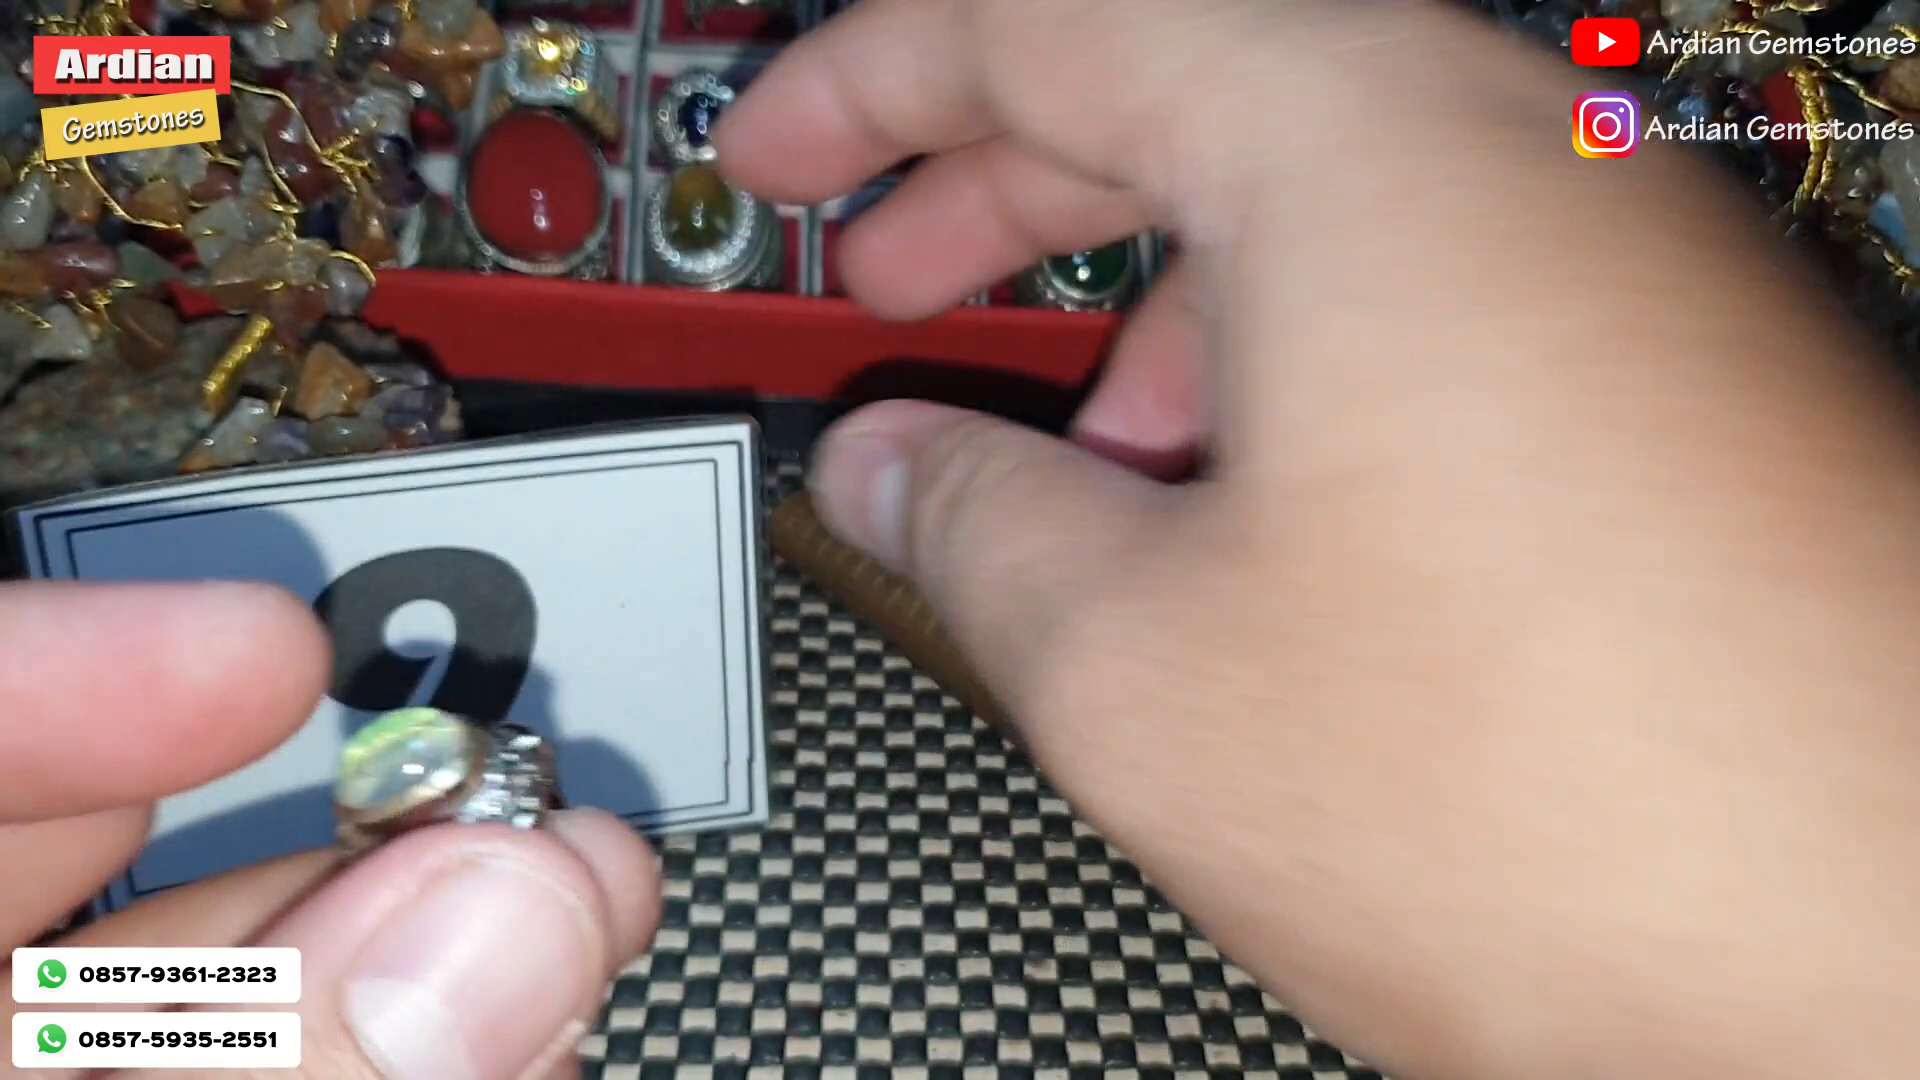 Ardian
Gemstones
Ardian Gemstones
Ardian Gemstones
9
0857-9361-2323
0857-5935-2551